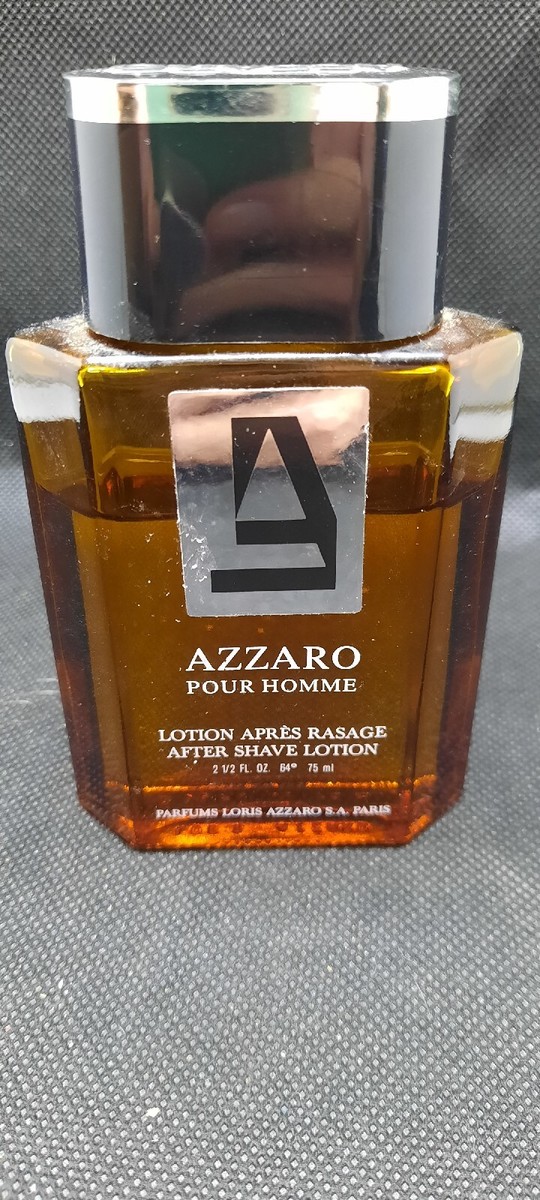 AZZARO
POUR HOMME
LOTION APRÈS RASAGE
AFTER SHAVE LOTION
2 1/2 FL. OZ. 64° 75 ml
PARFUMS LORIS AZZARO S.A. PARIS